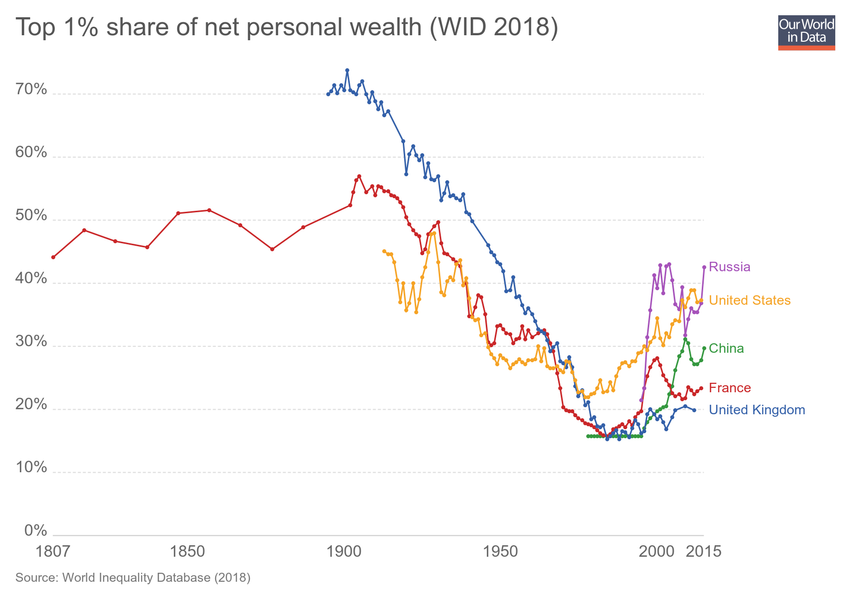 Top 1% share of net personal wealth (WID 2018)
Our World
in Data
70%
60%
50%
40%
30%
20%
10%
0%
Russia
United States
China
France
United Kingdom
1807
1850
1900
1950
2000
2015
Source: World Inequality Database (2018)